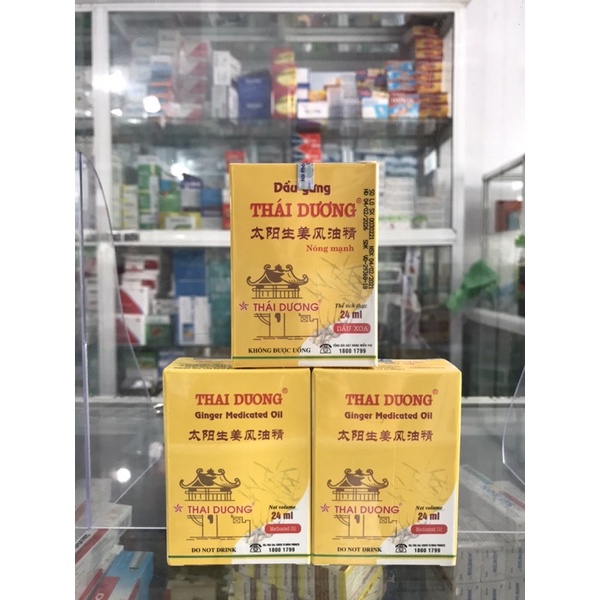 Dầu gừng
THÁI DƯƠNG®
太阳生姜风油精
Nóng mạnh
THÁI DƯƠNG
Thể tích thực
24 ml
DẦU XOA
KHÔNG ĐƯỢC UỐNG
1800 1799
THAI DUONG®
Ginger Medicated Oil
太阳生姜风油精
THAI DUONG
Net volume
24 ml
Medicated Oil
DO NOT DRINK
1800 1799
THAI DUONG®
Ginger Medicated Oil
太阳生姜风油精
THAI DUONG
Net volume
24 ml
Medicated Oil
DO NOT DRINK
1800 1799